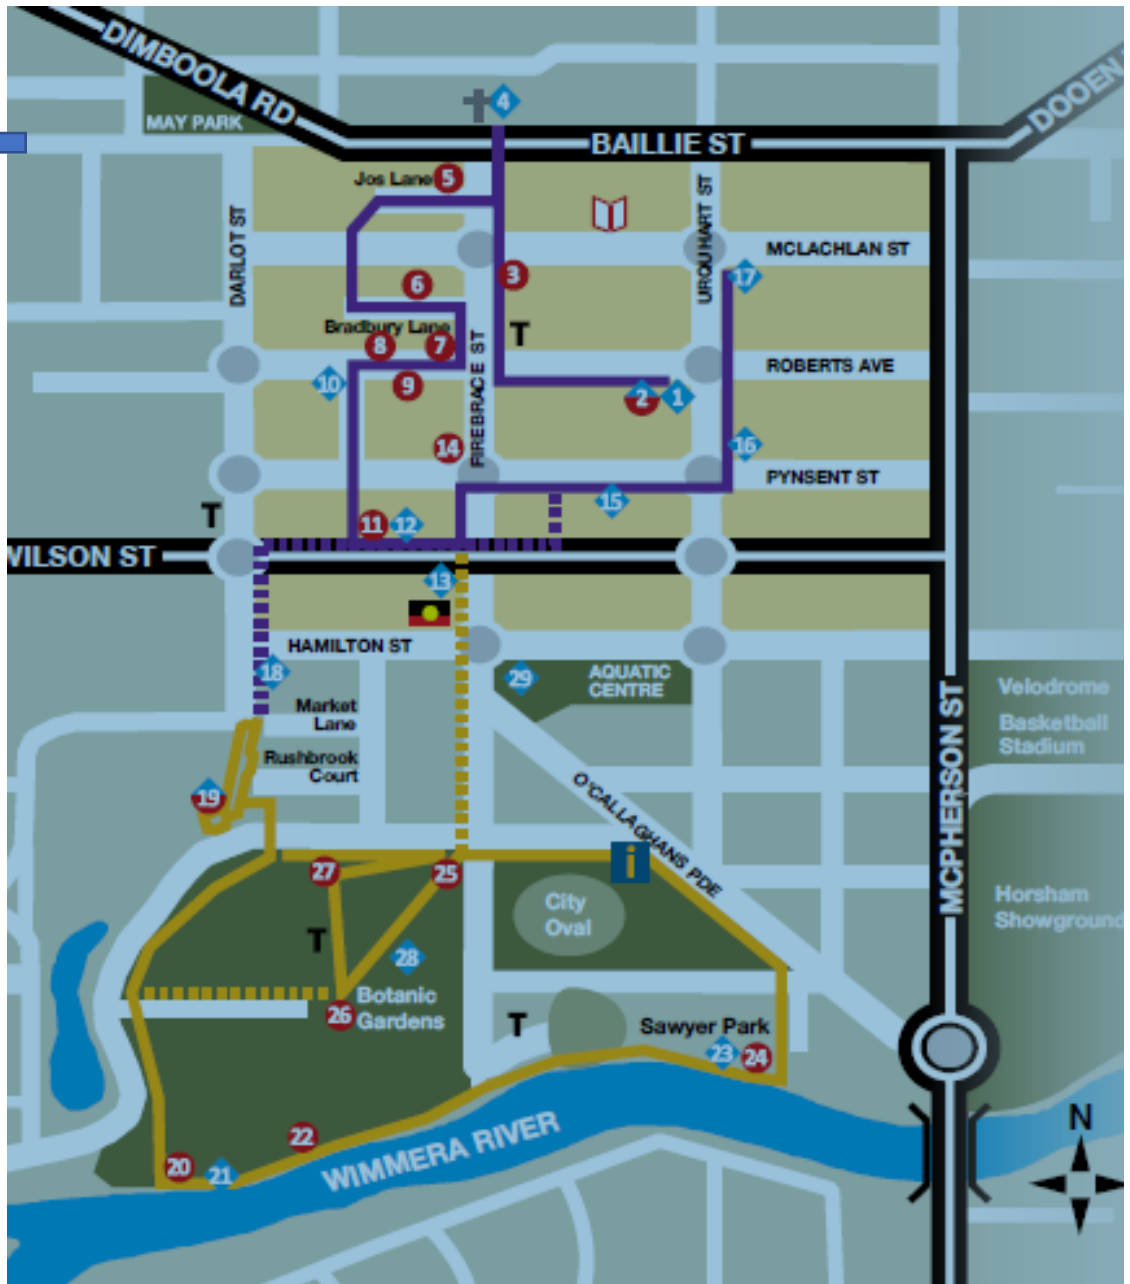 DIMBOOLA RD
DOOEN
4
MAY PARK
BAILLIE ST
Jos Lane
5
DARLOT ST
URQUHART ST
MCLACHLAN ST
3
17
6
Bradbury Lane
T
8
7
FIREBRACE ST
ROBERTS AVE
10
9
2
1
14
16
PYNSENT ST
15
T
11
12
WILSON ST
13
HAMILTON ST
18
29
AQUATIC
CENTRE
Velodrome
Market
Lane
Basketball
Stadium
Rushbrook
Court
MCPHERSON ST
19
O'CALLAGHANS PDE
i
27
25
City
Oval
Horsham
Showground
T
28
Botanic
Gardens
26
T
Sawyer Park
23
24
N
22
WIMMERA RIVER
20
21